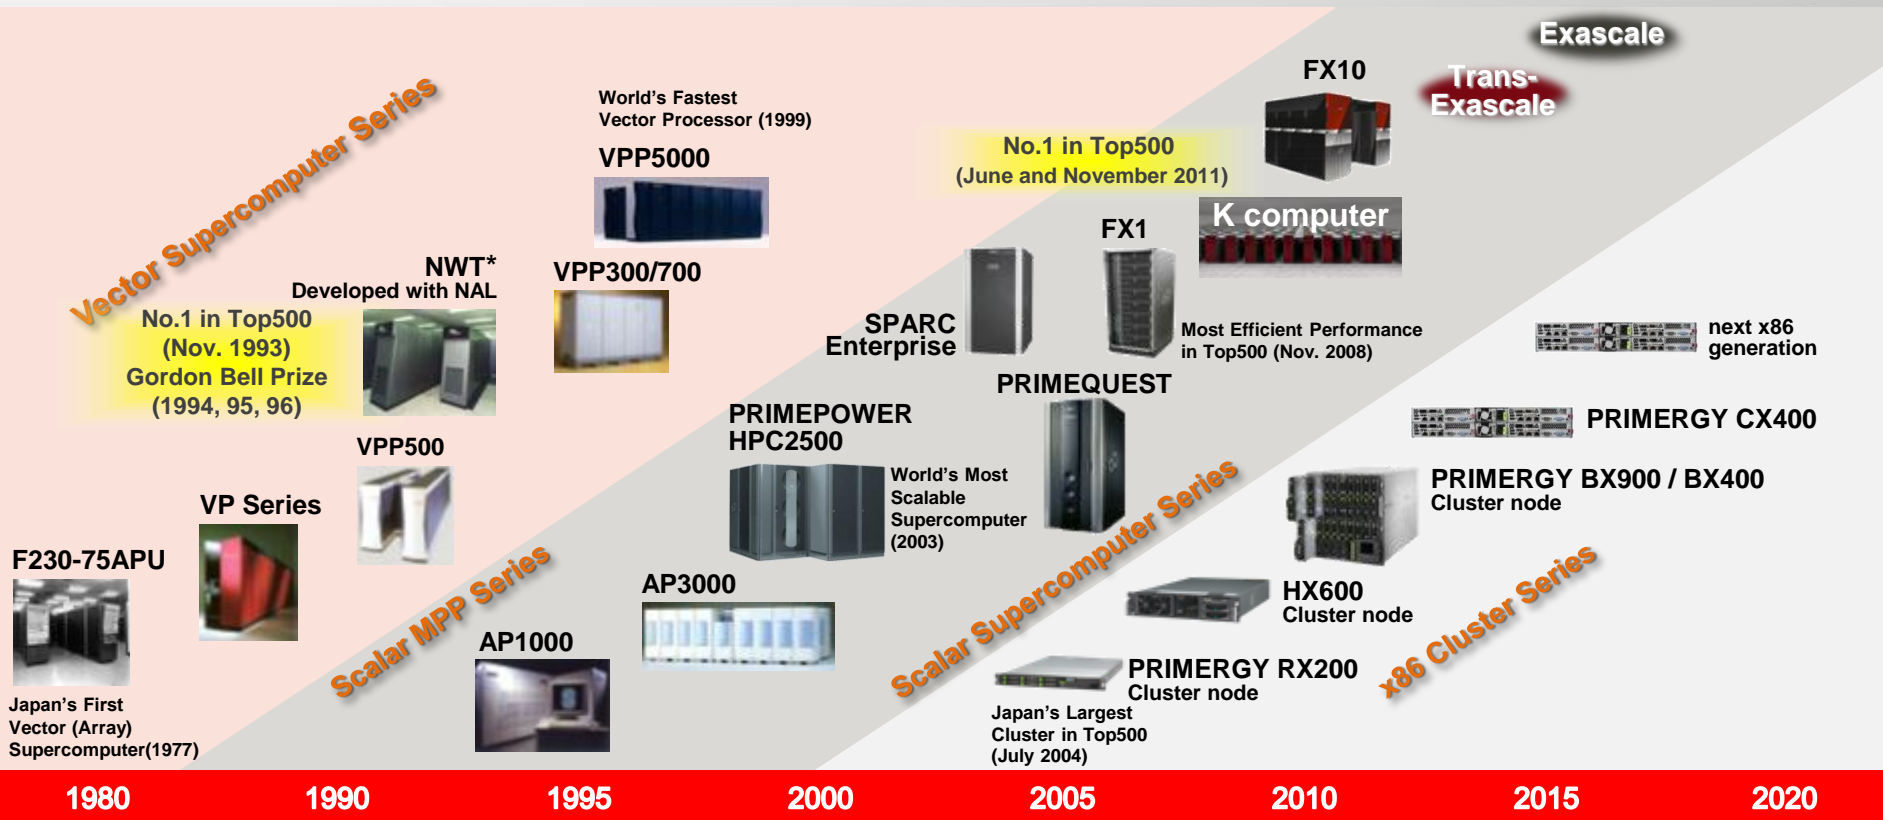 Exascale
Trans-
Exascale
FX10
World's Fastest
Vector Processor (1999)
VPP5000
No.1 in Top500
(June and November 2011)
K computer
Vector Supercomputer Series
FX1
NWT*
Developed with NAL
VPP300/700
No.1 in Top500
(Nov. 1993)
Gordon Bell Prize
(1994, 95, 96)
SPARC
Enterprise
Most Efficient Performance
in Top500 (Nov. 2008)
next x86
generation
PRIMEQUEST
PRIMEPOWER
HPC2500
PRIMERGY CX400
VPP500
World's Most
Scalable
Supercomputer
(2003)
PRIMERGY BX900 / BX400
Cluster node
VP Series
F230-75APU
Scalar MPP Series
AP3000
Scalar Supercomputer Series
HX600
Cluster node
x86 Cluster Series
AP1000
PRIMERGY RX200
Cluster node
Japan's First
Vector (Array)
Supercomputer(1977)
Japan's Largest
Cluster in Top500
(July 2004)
1980 1990 1995 2000 2005 2010 2015 2020